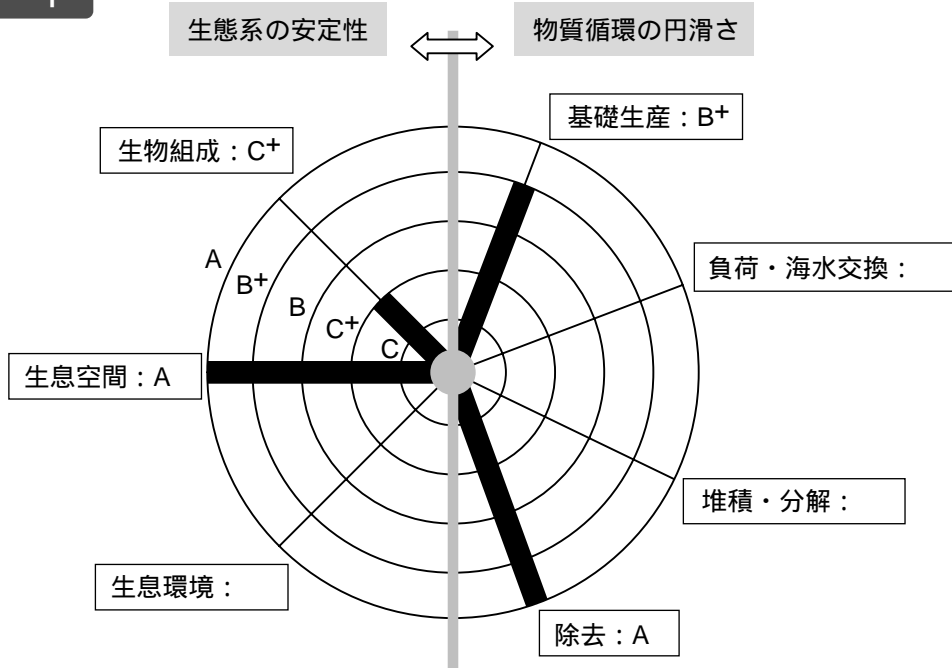 生態系の安定性
物質循環の円滑さ
基礎生産：B⁺
生物組成：C⁺
A
B⁺
B
C⁺
C
負荷・海水交換：
生息空間：A
堆積・分解：
生息環境：
除去：A